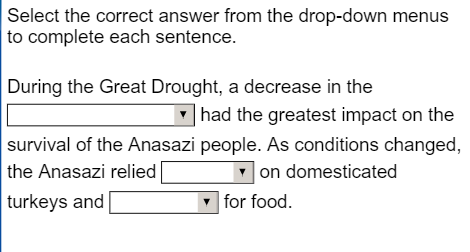 Select the correct answer from the drop-down menus
to complete each sentence.
During the Great Drought, a decrease in the
had the greatest impact on the
survival of the Anasazi people. As conditions changed,
the Anasazi relied on domesticated
turkeys and for food.